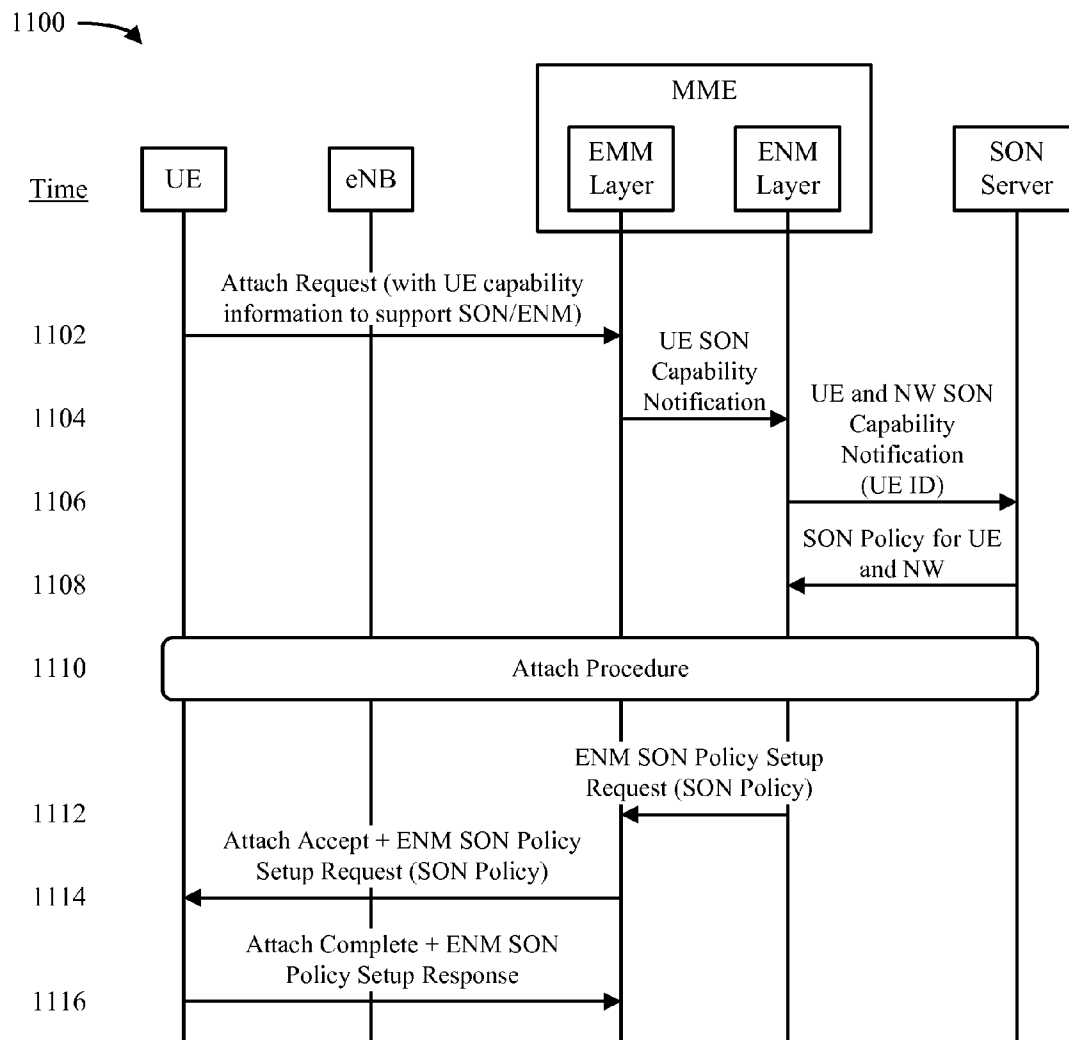 1100
MME
UE
eNB
EMM
Layer
ENM
Layer
SON
Server
Time
Attach Request (with UE capability
information to support SON/ENM)
1102
UE SON
Capability
Notification
1104
UE and NW SON
Capability
Notification
(UE ID)
1106
SON Policy for UE
and NW
1108
1110
Attach Procedure
ENM SON Policy Setup
Request (SON Policy)
1112
Attach Accept + ENM SON Policy
Setup Request (SON Policy)
1114
Attach Complete + ENM SON
Policy Setup Response
1116